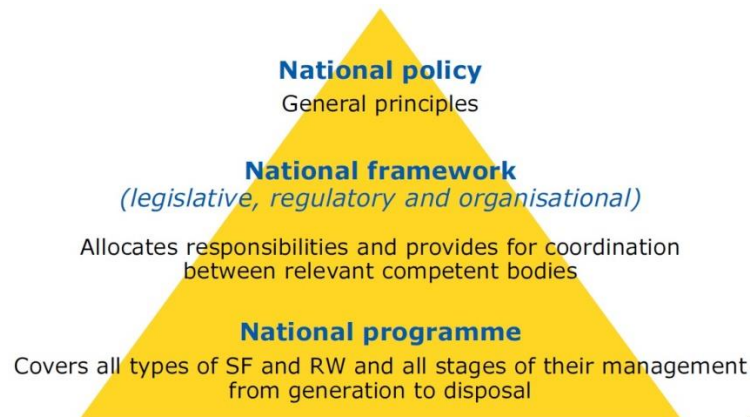 National policy
General principles
National framework
(legislative, regulatory and organisational)
Allocates responsibilities and provides for coordination
between relevant competent bodies
National programme
Covers all types of SF and RW and all stages of their management
from generation to disposal